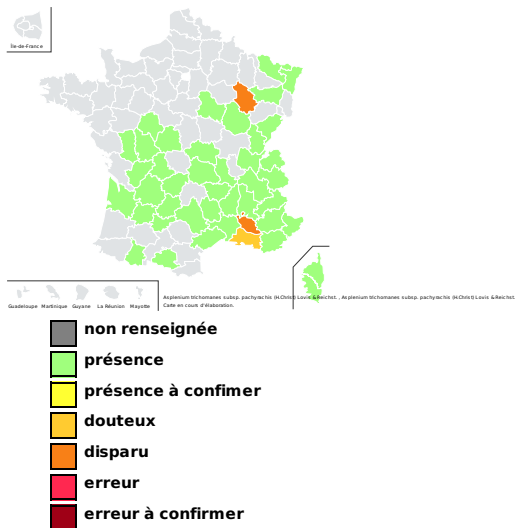 Île-de-France
Guadeloupe Martinique Guyane La Réunion Mayotte
Asplenium trichomanes subsp. pachyrachis (H.Christ) Lovis & Reichst. , Asplenium trichomanes subsp. pachyrachis (H.Christ) Lovis & Reichst.
Carte en cours d'élaboration.
non renseignée
présence
présence à confimer
douteux
disparu
erreur
erreur à confirmer